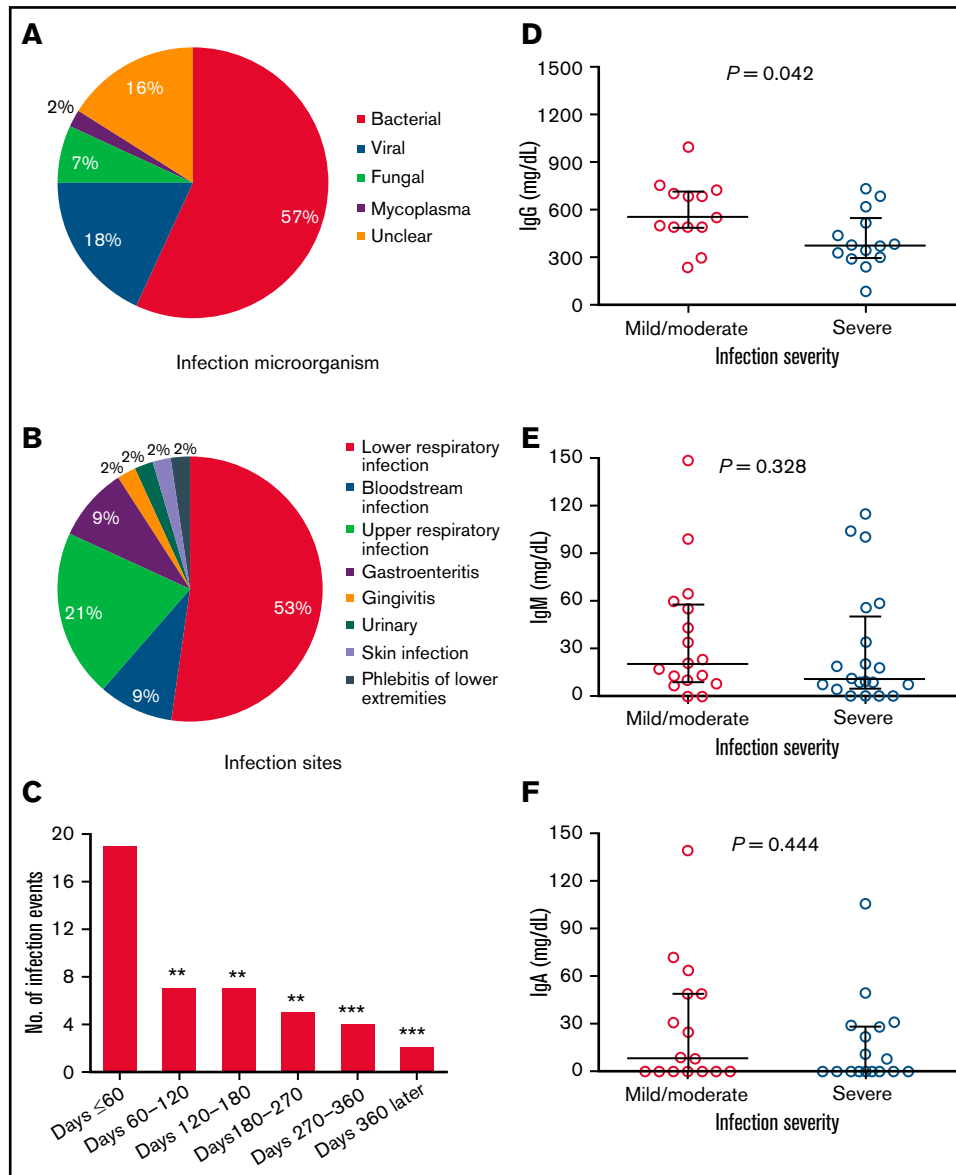 A
16%
2%
7%
18%
57%
Bacterial
Viral
Fungal
Mycoplasma
Unclear
Infection microorganism
B
2%
2%
2%
2%
9%
21%
9%
53%
Lower respiratory
infection
Bloodstream
infection
Upper respiratory
infection
Gastroenteritis
Gingivitis
Urinary
Skin infection
Phlebitis of lower
extremities
Infection sites
C
No. of infection events
20
16
12
8
4
0
**
**
**
***
***
Days ≤60
Days 60–120
Days 120–180
Days180–270
Days 270–360
Days 360 later
D
P = 0.042
IgG (mg/dL)
1500
1200
900
600
300
0
Mild/moderate
Severe
Infection severity
E
P = 0.328
IgM (mg/dL)
150
120
90
60
30
0
Mild/moderate
Severe
Infection severity
F
P = 0.444
IgA (mg/dL)
150
120
90
60
30
0
Mild/moderate
Severe
Infection severity